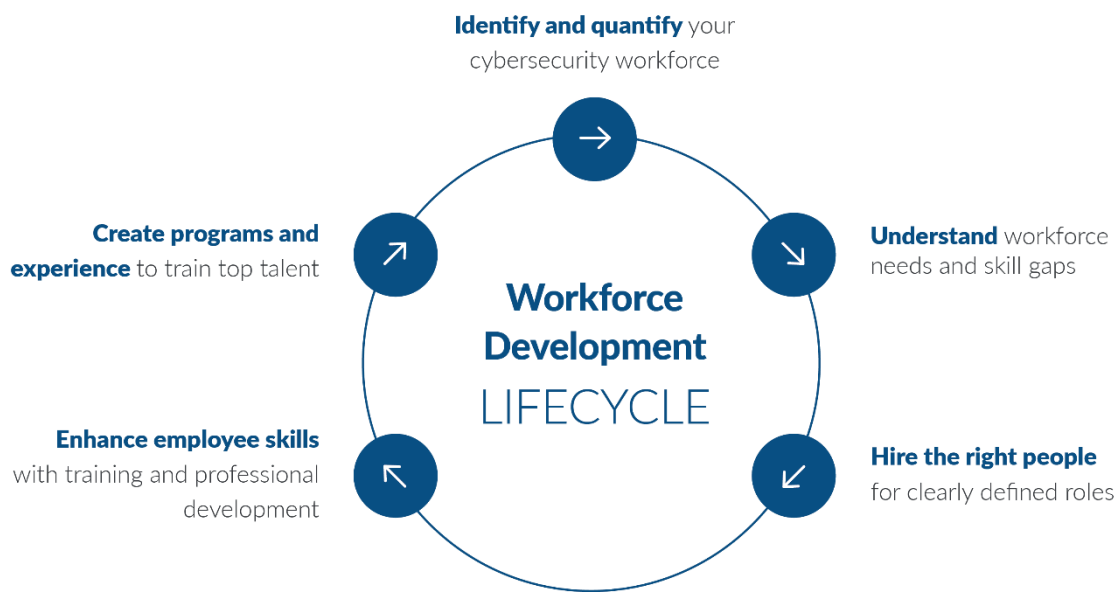 Identify and quantify your
cybersecurity workforce
Understand workforce
needs and skill gaps
Hire the right people
for clearly defined roles
Enhance employee skills
with training and professional
development
Create programs and
experience to train top talent
Workforce
Development
LIFECYCLE